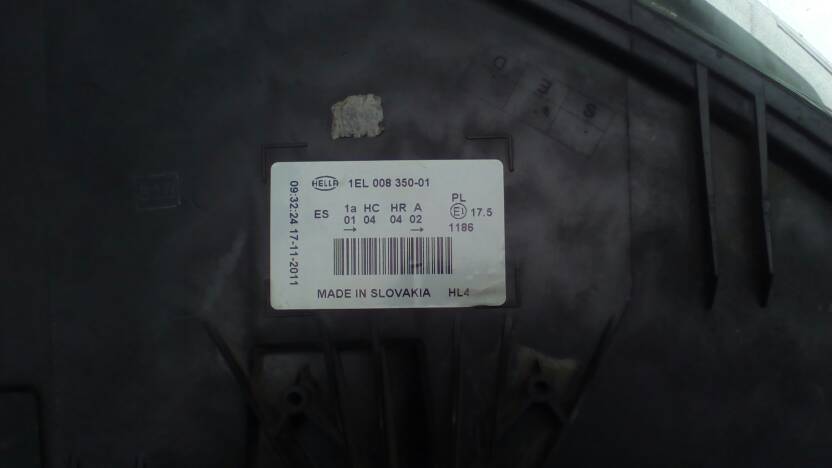 HELLA 1EL 008 350-01
09:32:24 17-11-2011
ES 1a HC HR A PL
01 04 04 02 E1 17.5
→ → 1186
MADE IN SLOVAKIA HL4